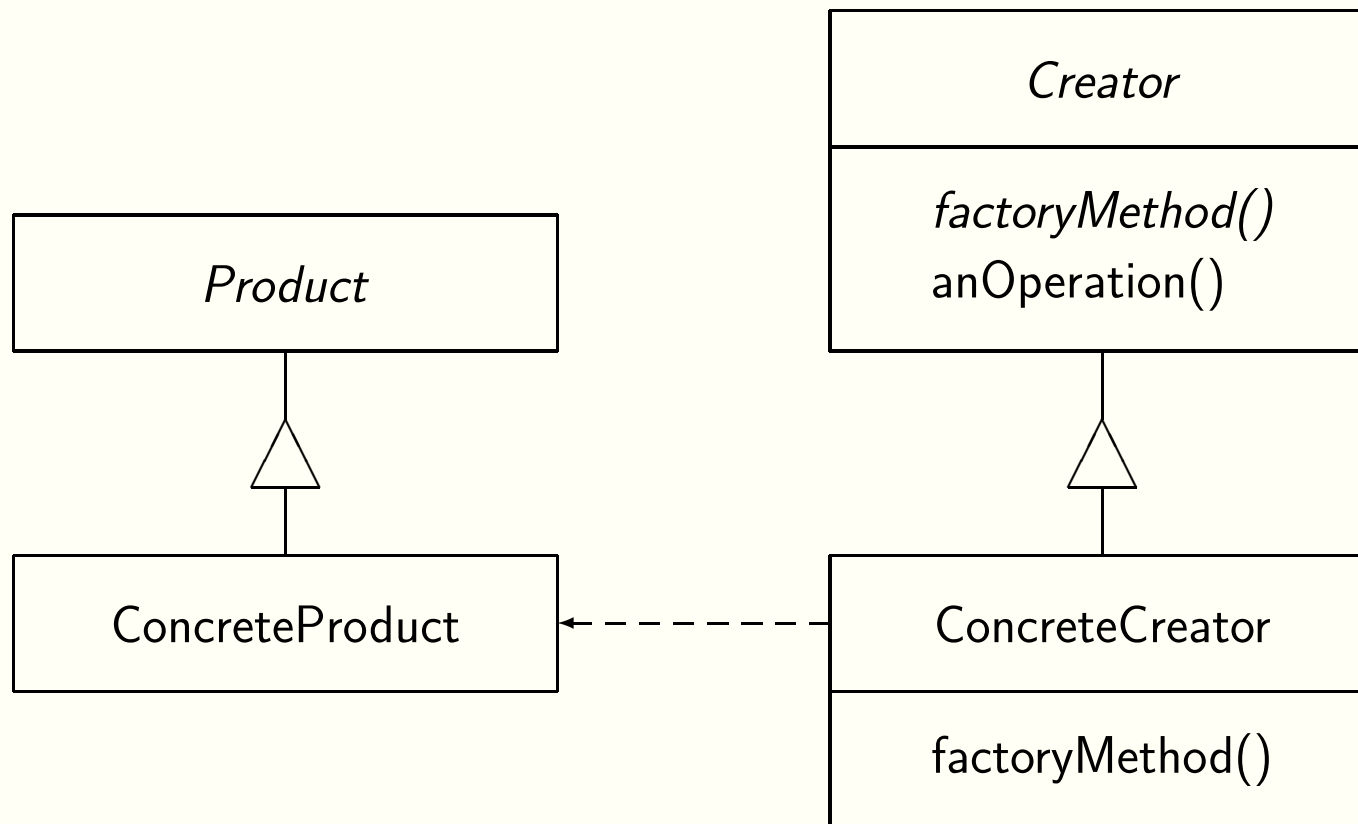 Creator
factoryMethod()
anOperation()
Product
ConcreteProduct
ConcreteCreator
factoryMethod()